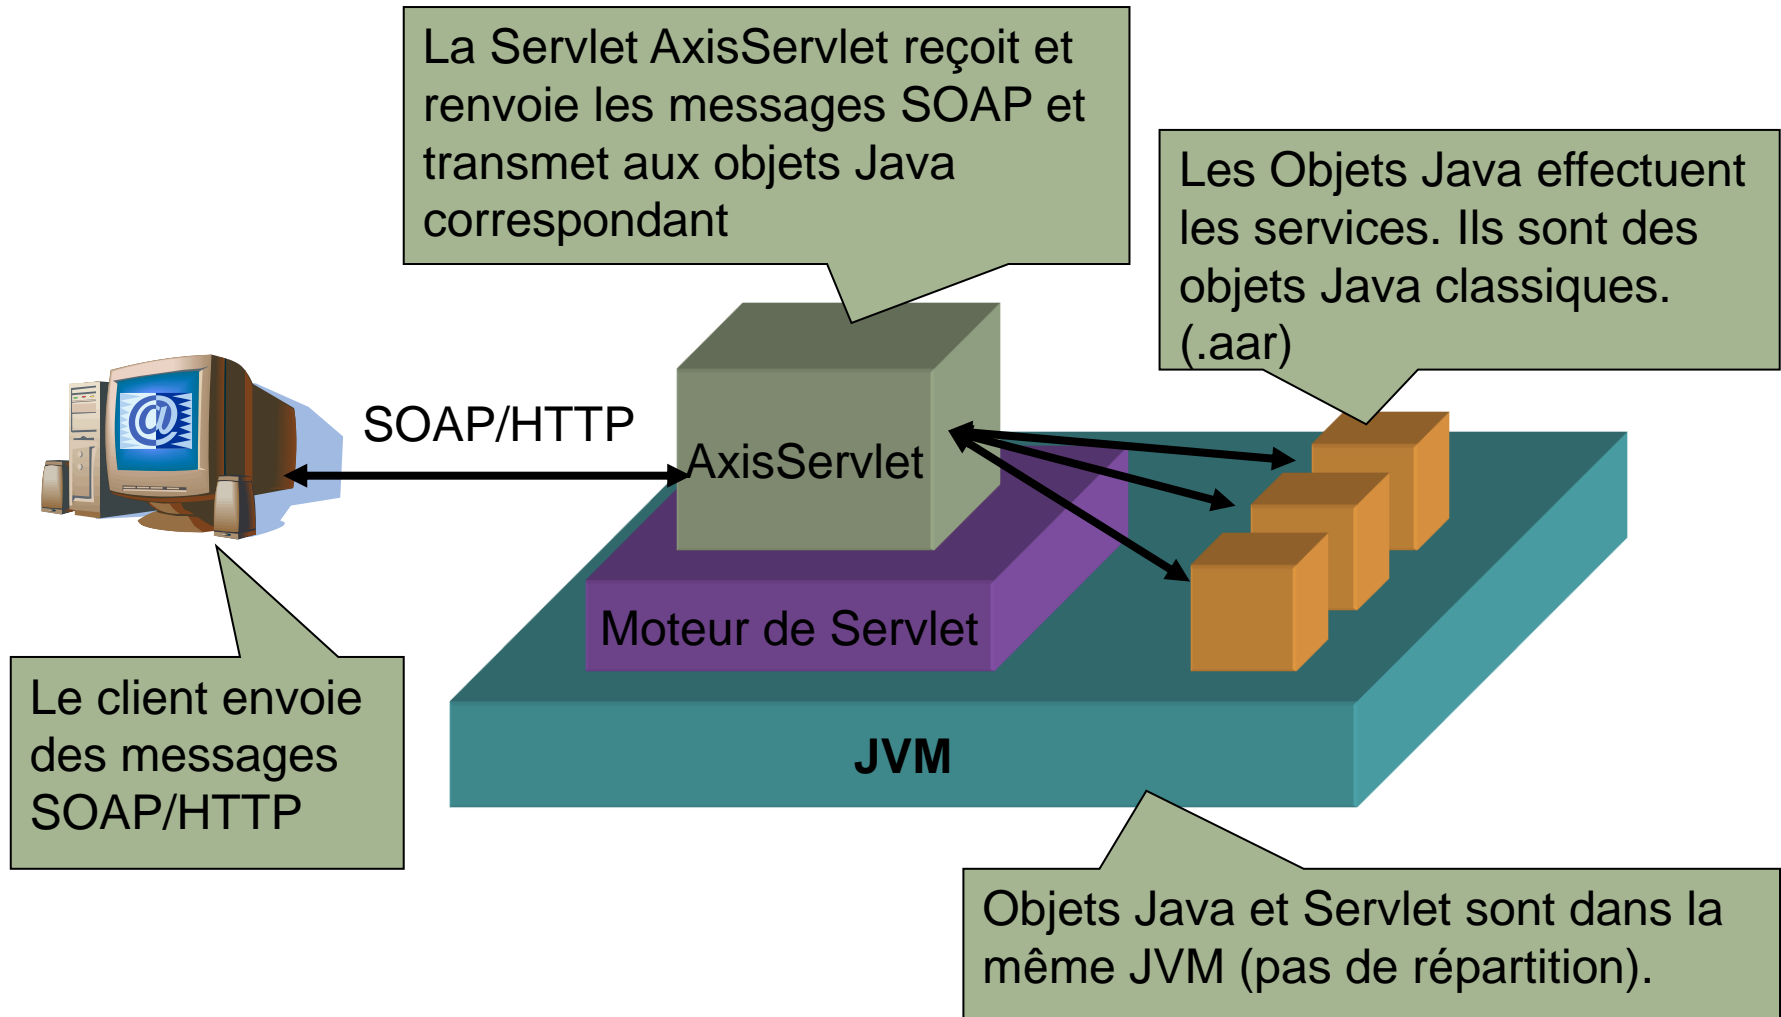 La Servlet AxisServlet reçoit et
renvoie les messages SOAP et
transmet aux objets Java
correspondant
Les Objets Java effectuent
les services. Ils sont des
objets Java classiques.
(.aar)
SOAP/HTTP
AxisServlet
Moteur de Servlet
Le client envoie
des messages
SOAP/HTTP
JVM
Objets Java et Servlet sont dans la
même JVM (pas de répartition).